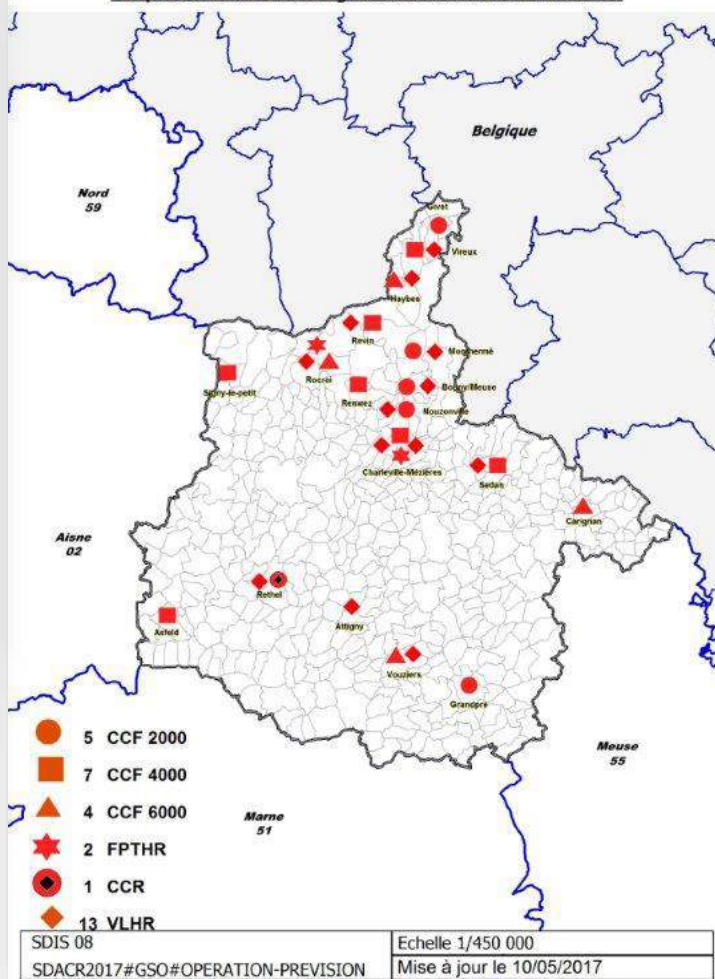 Belgique
Nord
59
Givet
Vireux
Haybes
Revin
Monthermé
Rocroi
Signy-le-petit
Renwez
Bogny/Meuse
Nouzonville
Charleville-Mézières
Sedan
Carignan
Aisne
02
Rethel
Attigny
Asfeld
Vouziers
Grandpré
Meuse
55
Marne
51
5 CCF 2000
7 CCF 4000
4 CCF 6000
2 FPTHR
1 CCR
13 VLHR
SDIS 08
Echelle 1/450 000
SDACR2017#GSO#OPERATION-PREVISION
Mise à jour le 10/05/2017